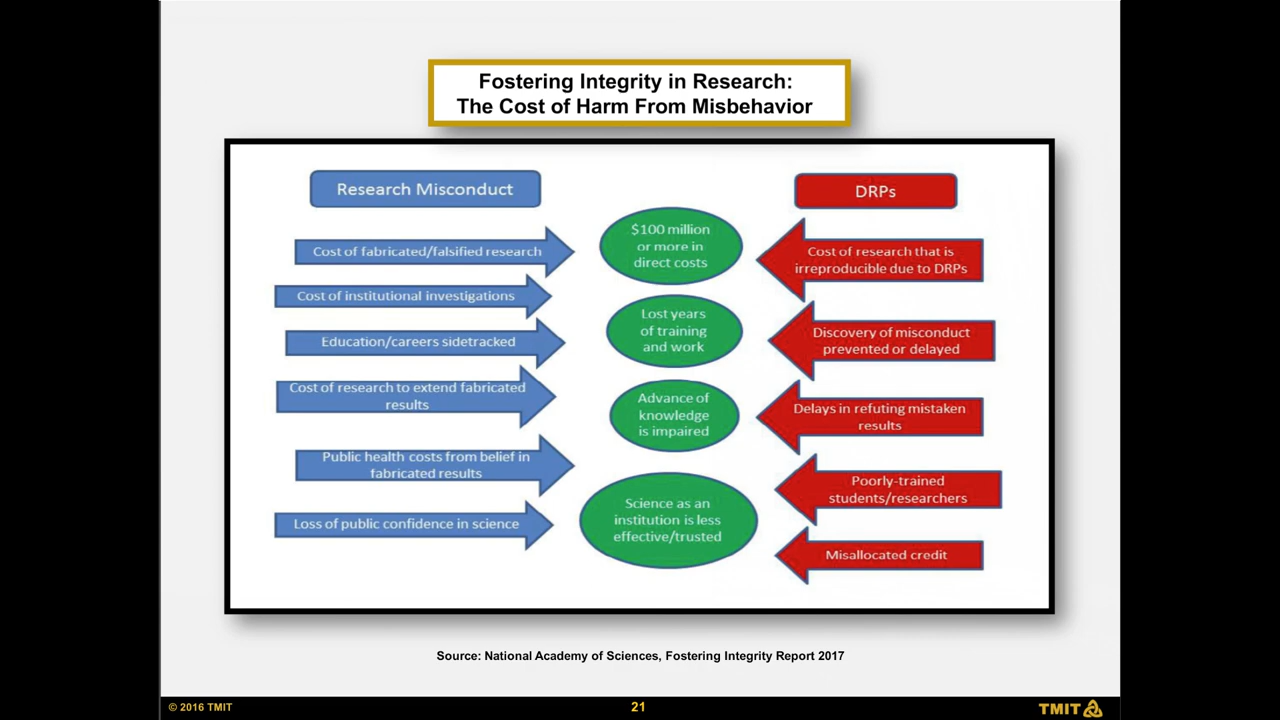 Fostering Integrity in Research:
The Cost of Harm From Misbehavior
Research Misconduct
Cost of fabricated/falsified research
Cost of institutional investigations
Education/careers sidetracked
Cost of research to extend fabricated
results
Public health costs from belief in
fabricated results
Loss of public confidence in science
$100 million
or more in
direct costs
Lost years
of training
and work
Advance of
knowledge
is impaired
Science as an
institution is less
effective/trusted
DRPs
Cost of research that is
irreproducible due to DRPs
Discovery of misconduct
prevented or delayed
Delays in refuting mistaken
results
Poorly-trained
students/researchers
Misallocated credit
Source: National Academy of Sciences, Fostering Integrity Report 2017
© 2016 TMIT
21
TMIT